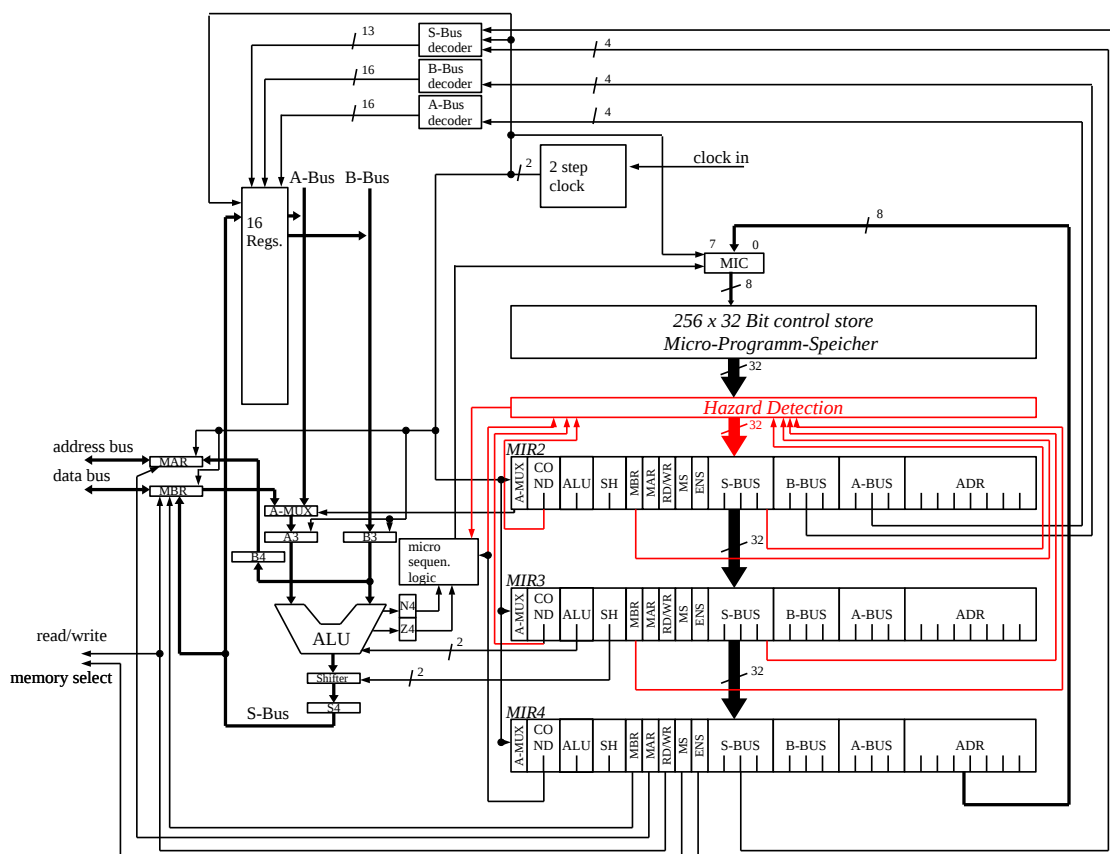 13
S-Bus
decoder
4
16
B-Bus
decoder
4
16
A-Bus
decoder
4
2
2 step
clock
clock in
A-Bus B-Bus
16
Regs.
8
7 0
MIC
8
256 x 32 Bit control store
Micro-Programm-Speicher
32
Hazard Detection
32
address bus
MAR
data bus
MBR
MIR2
A-MUX
CO
ND
ALU
SH
MBR
MAR
RD/WR
MS
ENS
S-BUS
B-BUS
A-BUS
ADR
A-MUX
A3
B3
B4
micro
sequen.
logic
32
N4
Z4
ALU
2
MIR3
A-MUX
CO
ND
ALU
SH
MBR
MAR
RD/WR
MS
ENS
S-BUS
B-BUS
A-BUS
ADR
read/write
memory select
Shifter
2
S4
S-Bus
32
MIR4
A-MUX
CO
ND
ALU
SH
MBR
MAR
RD/WR
MS
ENS
S-BUS
B-BUS
A-BUS
ADR